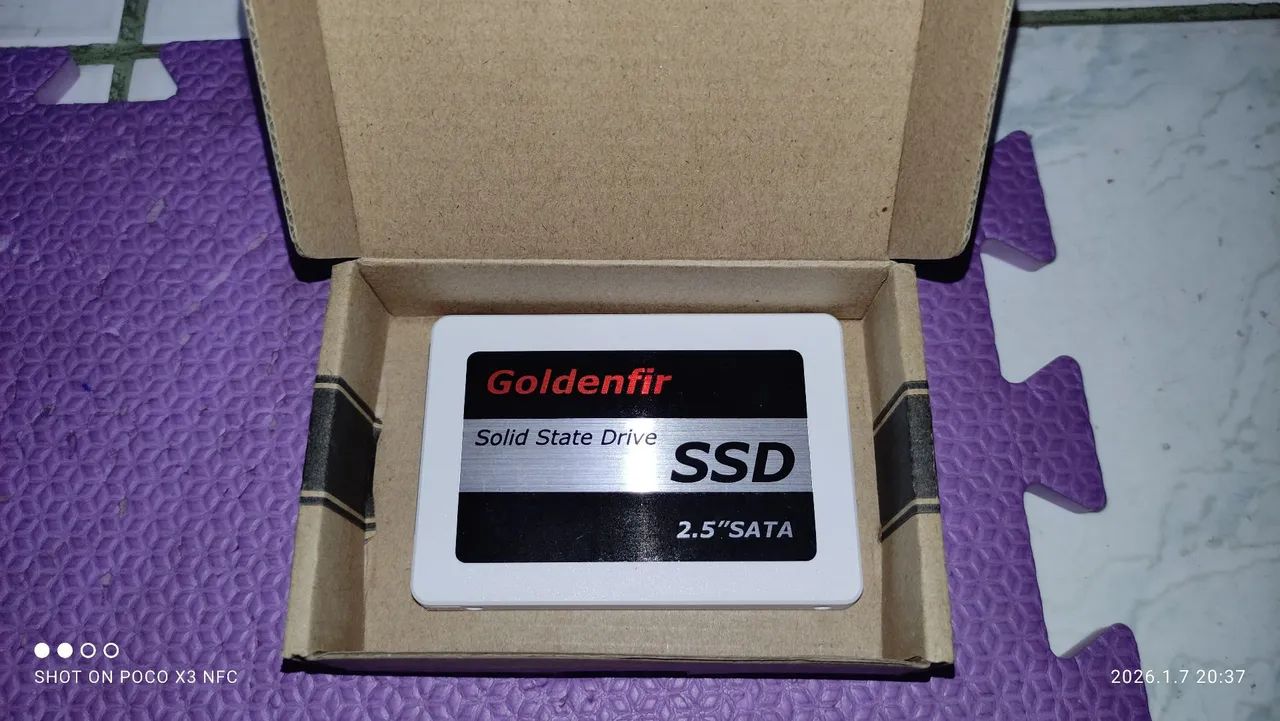 Goldenfir
Solid State Drive
SSD
2.5"SATA
SHOT ON POCO X3 NFC
2026.1.7 20:37